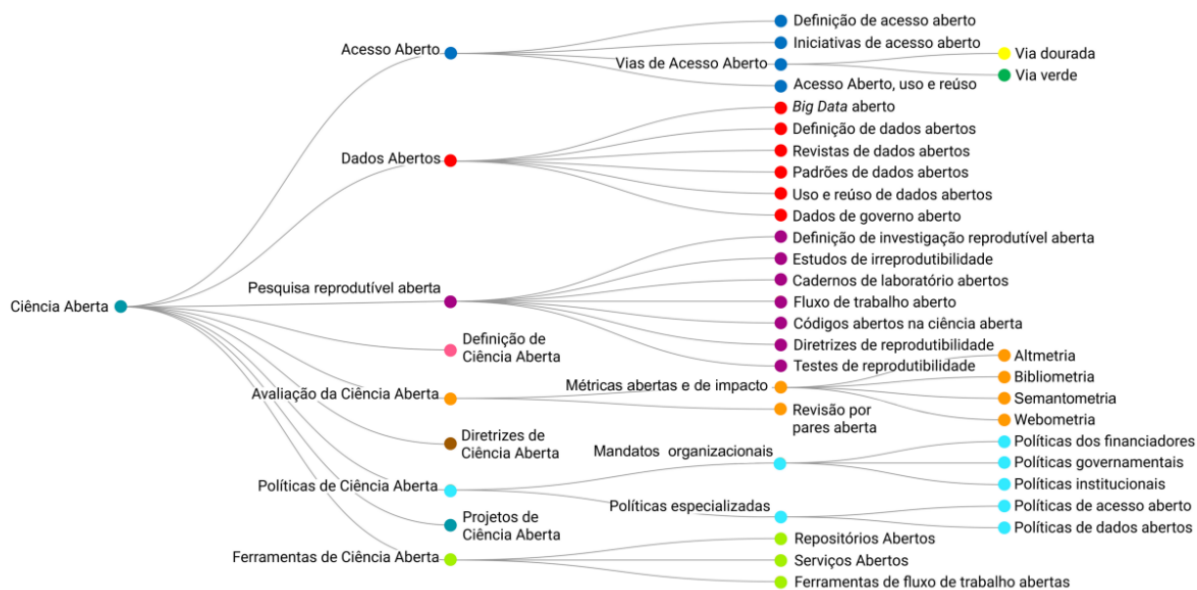 Ciência Aberta
Acesso Aberto
Definição de acesso aberto
Iniciativas de acesso aberto
Vias de Acesso Aberto
Via dourada
Via verde
Acesso Aberto, uso e reúso
Dados Abertos
Big Data aberto
Definição de dados abertos
Revistas de dados abertos
Padrões de dados abertos
Uso e reúso de dados abertos
Dados de governo aberto
Pesquisa reprodutível aberta
Definição de investigação reprodutível aberta
Estudos de irreprodutibilidade
Cadernos de laboratório abertos
Fluxo de trabalho aberto
Códigos abertos na ciência aberta
Diretrizes de reprodutibilidade
Testes de reprodutibilidade
Definição de
Ciência Aberta
Avaliação da Ciência Aberta
Métricas abertas e de impacto
Altmetria
Bibliometria
Semantometria
Webometria
Revisão por
pares aberta
Diretrizes de
Ciência Aberta
Políticas de Ciência Aberta
Mandatos organizacionais
Políticas dos financiadores
Políticas governamentais
Políticas institucionais
Políticas especializadas
Políticas de acesso aberto
Políticas de dados abertos
Projetos de
Ciência Aberta
Ferramentas de Ciência Aberta
Repositórios Abertos
Serviços Abertos
Ferramentas de fluxo de trabalho abertas